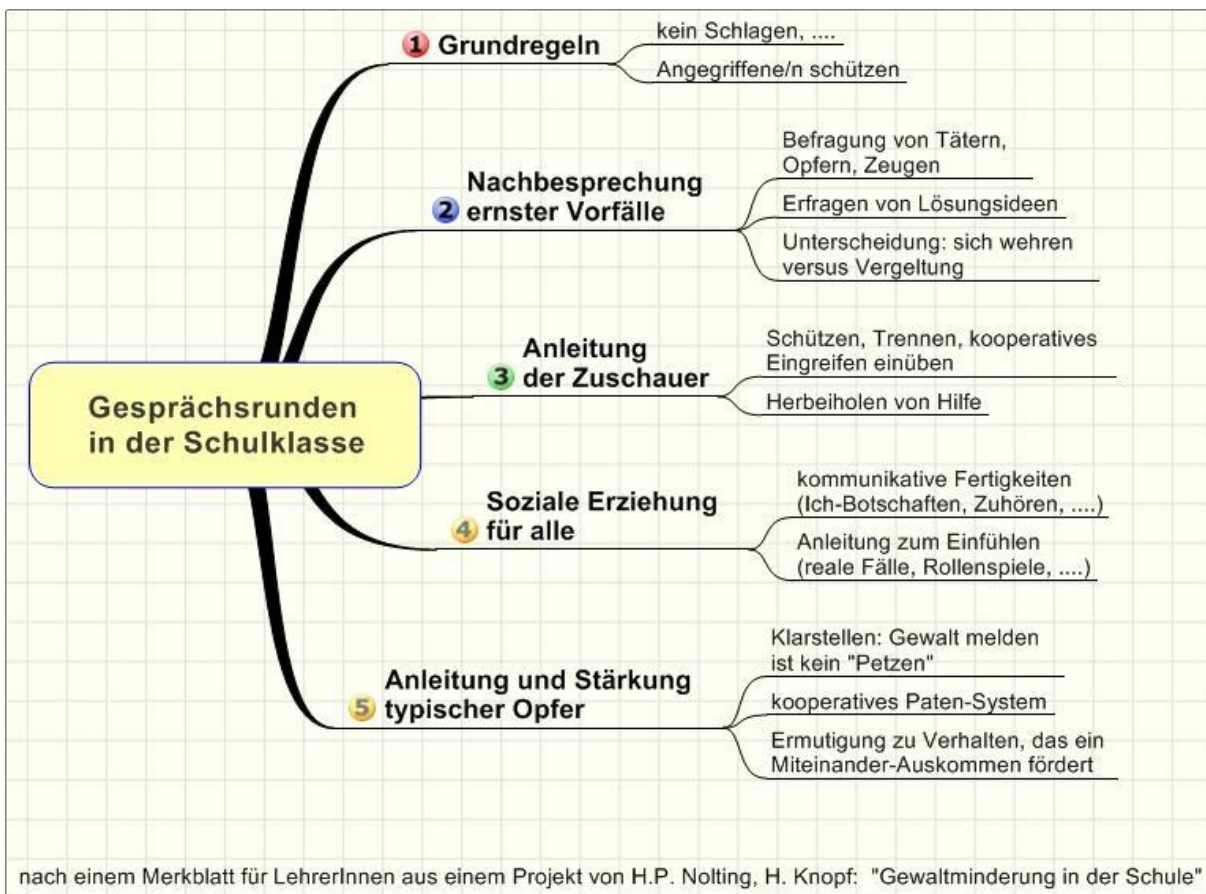 1 Grundregeln
kein Schlagen, ....
Angegriffene/n schützen
2 Nachbesprechung
ernster Vorfälle
Befragung von Tätern,
Opfern, Zeugen
Erfragen von Lösungsideen
Unterscheidung: sich wehren
versus Vergeltung
3 Anleitung
der Zuschauer
Schützen, Trennen, kooperatives
Eingreifen einüben
Herbeiholen von Hilfe
Gesprächsrunden
in der Schulklasse
4 Soziale Erziehung
für alle
kommunikative Fertigkeiten
(Ich-Botschaften, Zuhören, ....)
Anleitung zum Einfühlen
(reale Fälle, Rollenspiele, ....)
5 Anleitung und Stärkung
typischer Opfer
Klarstellen: Gewalt melden
ist kein "Petzen"
kooperatives Paten-System
Ermutigung zu Verhalten, das ein
Miteinander-Auskommen fördert
nach einem Merkblatt für LehrerInnen aus einem Projekt von H.P. Nolting, H. Knopf: "Gewaltminderung in der Schule"